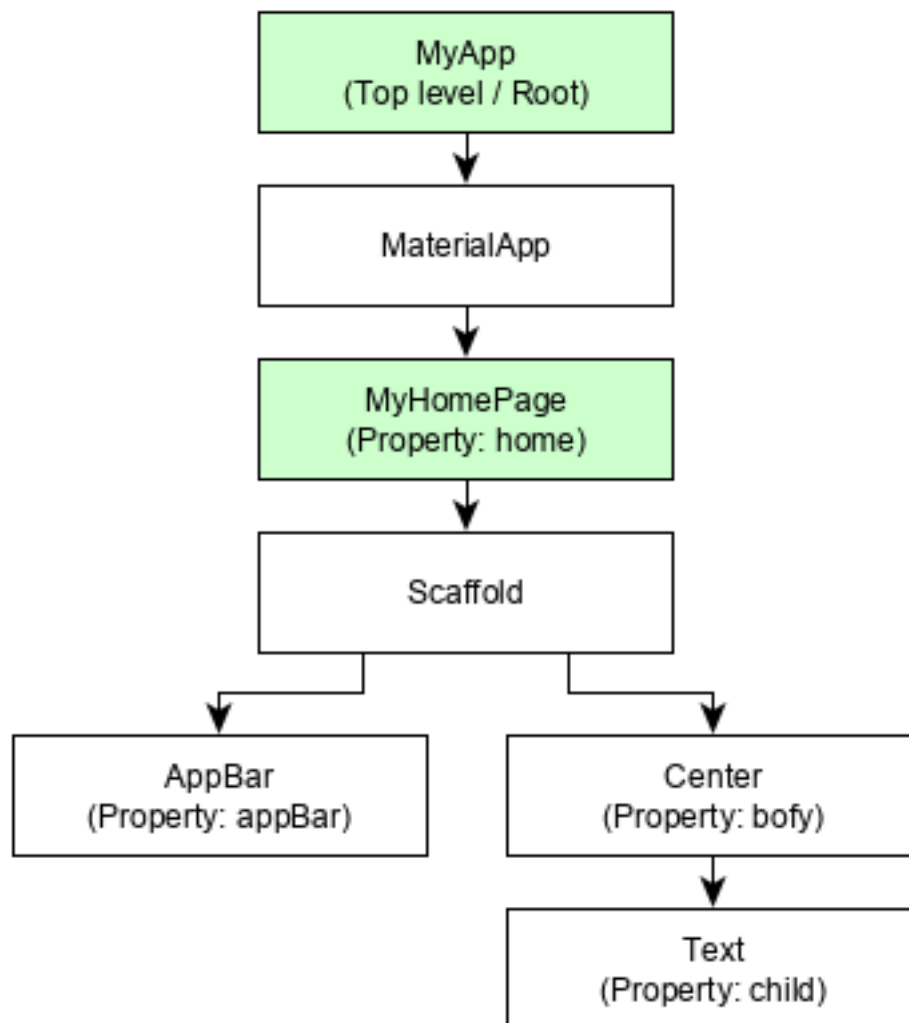 MyApp
(Top level / Root)
MaterialApp
MyHomePage
(Property: home)
Scaffold
AppBar
(Property: appBar)
Center
(Property: bofy)
Text
(Property: child)